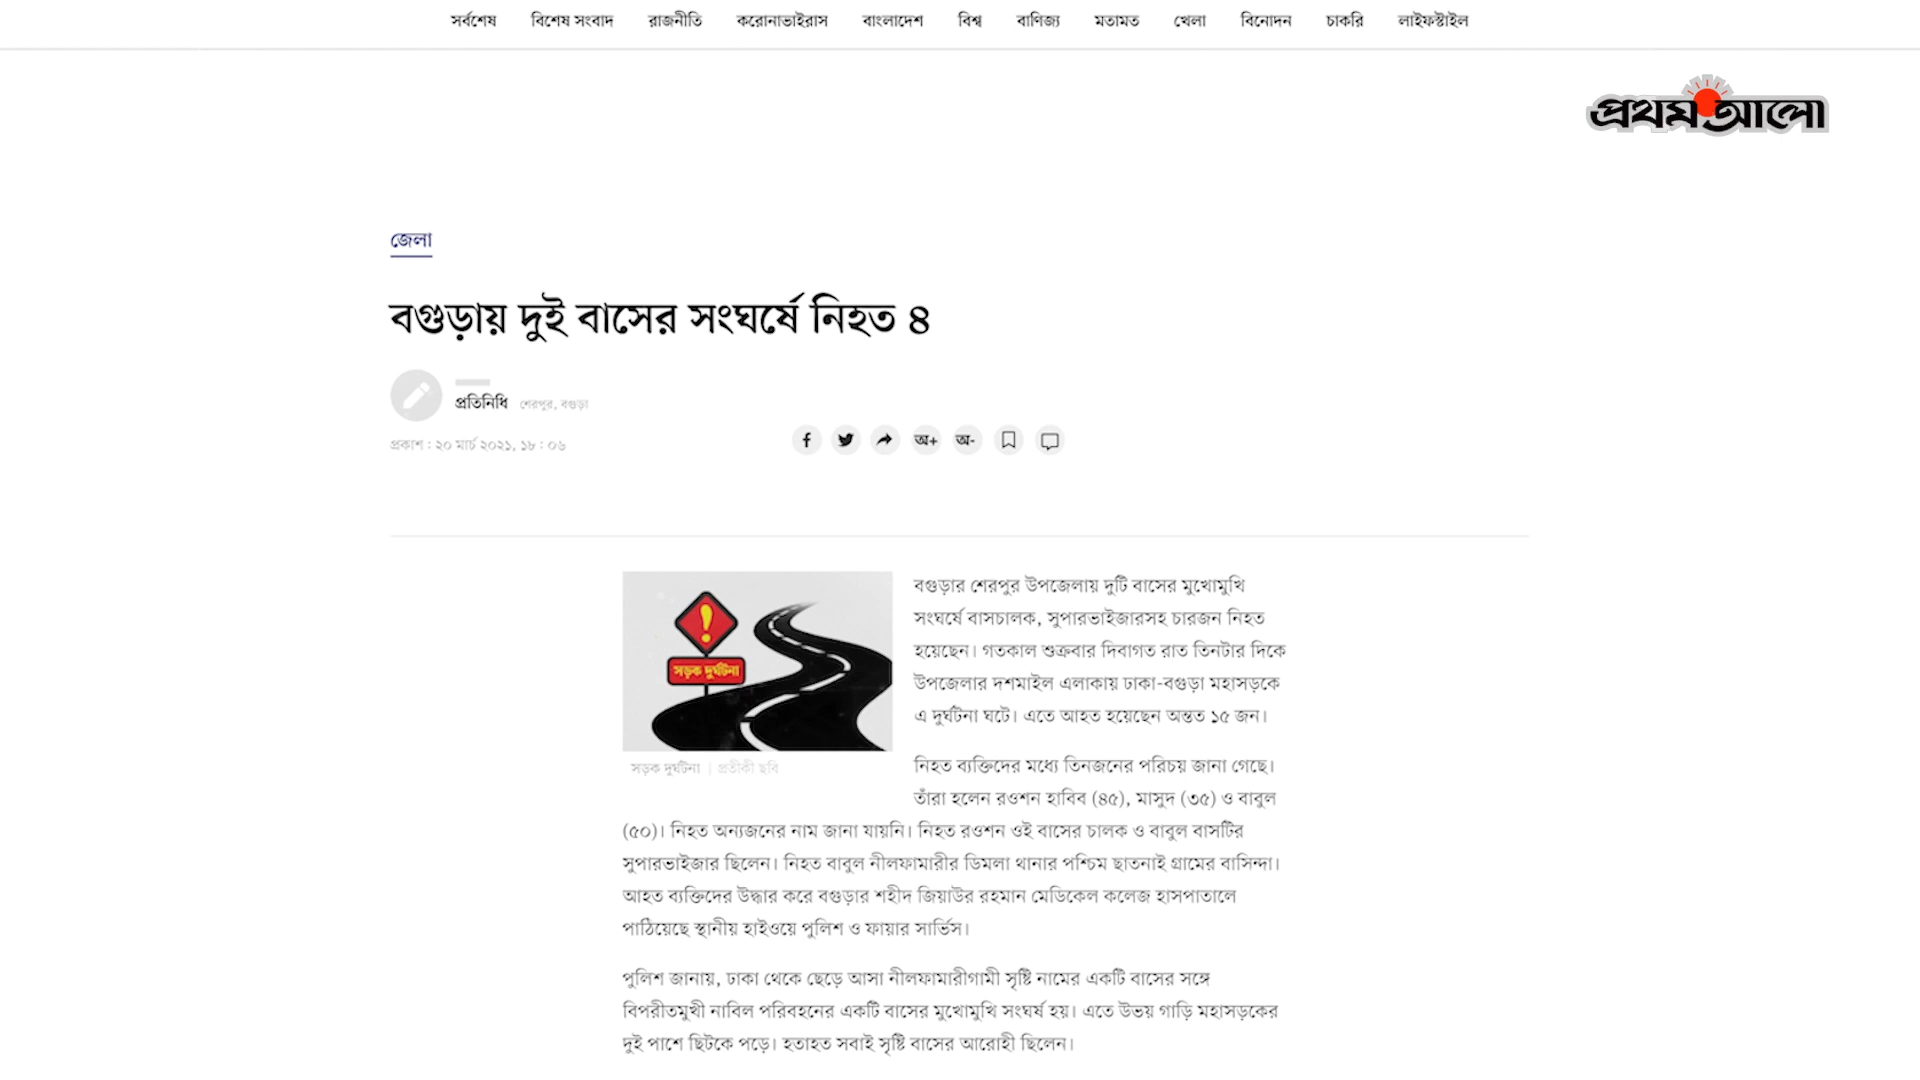 সর্বশেষ বিশেষ সংবাদ রাজনীতি করোনাভাইরাস বাংলাদেশ বিশ্ব বাণিজ্য মতামত খেলা বিনোদন চাকরি লাইফস্টাইল
প্রথম আলো
জেলা
বগুড়ায় দুই বাসের সংঘর্ষে নিহত ৪
প্রতিনিধি শেরপুর, বগুড়া
প্রকাশ : ২০ মার্চ ২০২১, ১৮ : ০৬
অ+ অ-
সড়ক দুর্ঘটনা
সড়ক দুর্ঘটনা | প্রতীকী ছবি
বগুড়ার শেরপুর উপজেলায় দুটি বাসের মুখোমুখি
সংঘর্ষে বাসচালক, সুপারভাইজারসহ চারজন নিহত
হয়েছেন। গতকাল শুক্রবার দিবাগত রাত তিনটার দিকে
উপজেলার দশমাইল এলাকায় ঢাকা-বগুড়া মহাসড়কে
এ দুর্ঘটনা ঘটে। এতে আহত হয়েছেন অন্তত ১৫ জন।
নিহত ব্যক্তিদের মধ্যে তিনজনের পরিচয় জানা গেছে।
তাঁরা হলেন রওশন হাবিব (৪৫), মাসুদ (৩৫) ও বাবুল
(৫০)। নিহত অন্যজনের নাম জানা যায়নি। নিহত রওশন ওই বাসের চালক ও বাবুল বাসটির
সুপারভাইজার ছিলেন। নিহত বাবুল নীলফামারীর ডিমলা থানার পশ্চিম ছাতনাই গ্রামের বাসিন্দা।
আহত ব্যক্তিদের উদ্ধার করে বগুড়ার শহীদ জিয়াউর রহমান মেডিকেল কলেজ হাসপাতালে
পাঠিয়েছে স্থানীয় হাইওয়ে পুলিশ ও ফায়ার সার্ভিস।
পুলিশ জানায়, ঢাকা থেকে ছেড়ে আসা নীলফামারীগামী সৃষ্টি নামের একটি বাসের সঙ্গে
বিপরীতমুখী নাবিল পরিবহনের একটি বাসের মুখোমুখি সংঘর্ষ হয়। এতে উভয় গাড়ি মহাসড়কের
দুই পাশে ছিটকে পড়ে। হতাহত সবাই সৃষ্টি বাসের আরোহী ছিলেন।